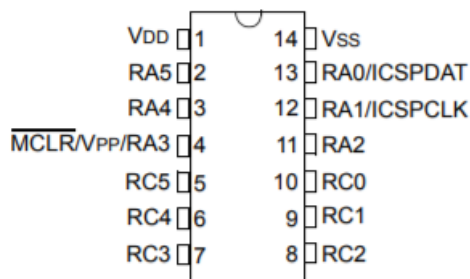 VDD 1 14 VSS
RA5 2 13 RA0/ICSPDAT
RA4 3 12 RA1/ICSPCLK
MCLR/VPP/RA3 4 11 RA2
RC5 5 10 RC0
RC4 6 9 RC1
RC3 7 8 RC2